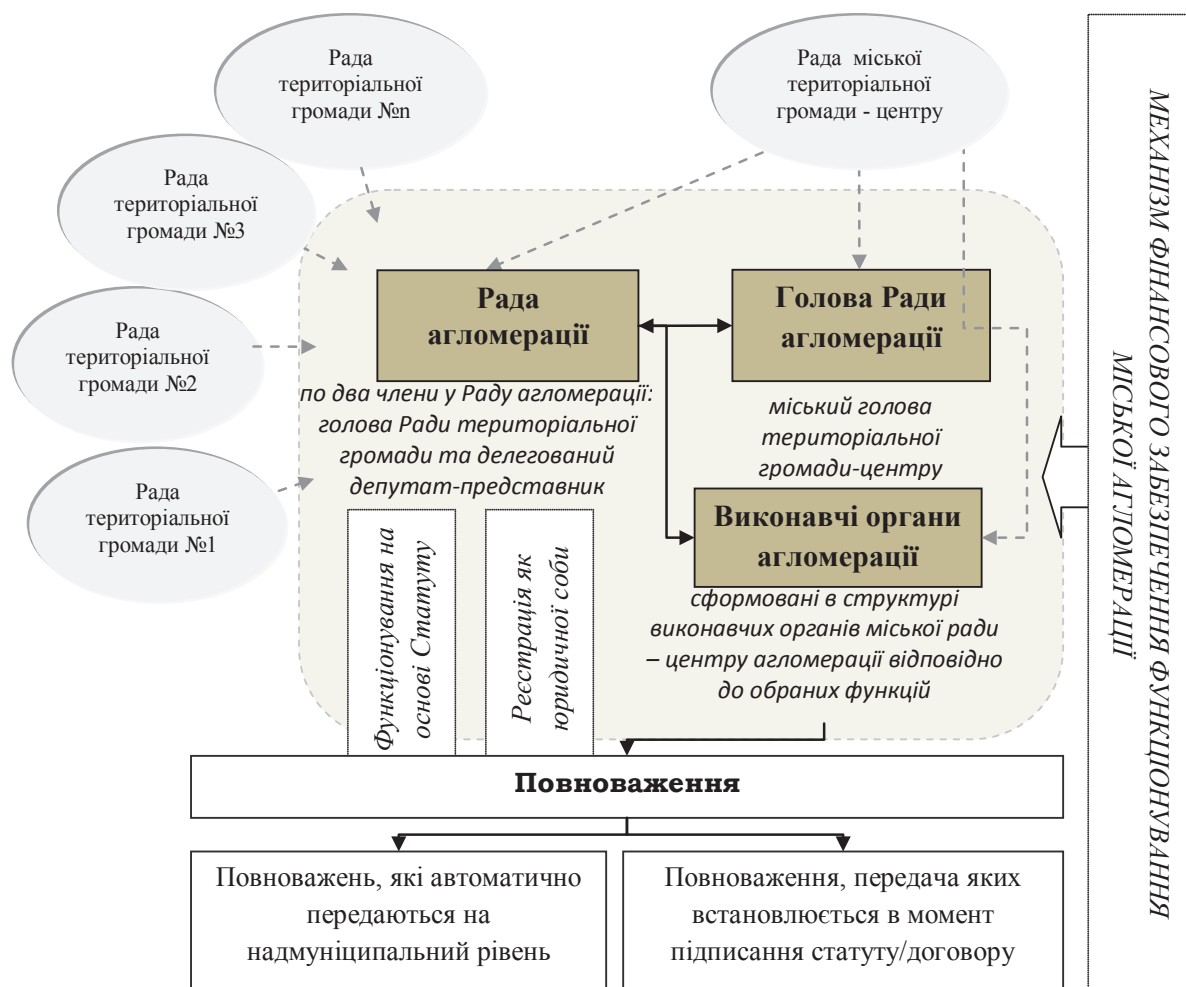 Рада
територіальної
громади №n
Рада міської
територіальної
громади - центру
Рада
територіальної
громади №3
Рада
територіальної
громади №2
Рада
територіальної
громади №1
Рада
агломерації
по два члени у Раду агломерації:
голова Ради територіальної
громади та делегований
депутат-представник
Голова Ради
агломерації
міський голова
територіальної
громади-центру
Виконавчі органи
агломерації
сформовані в структурі
виконавчих органів міської ради
– центру агломерації відповідно
до обраних функцій
Функціонування на
основі Статуту
Реєстрація як
юридичної соби
Повноваження
Повноважень, які автоматично
передаються на
надмуніципальний рівень
Повноваження, передача яких
встановлюється в момент
підписання статуту/договору
МЕХАНІЗМ ФІНАНСОВОГО ЗАБЕЗПЕЧЕННЯ ФУНКЦІОНУВАННЯ
МІСЬКОЇ АГЛОМЕРАЦІЇ